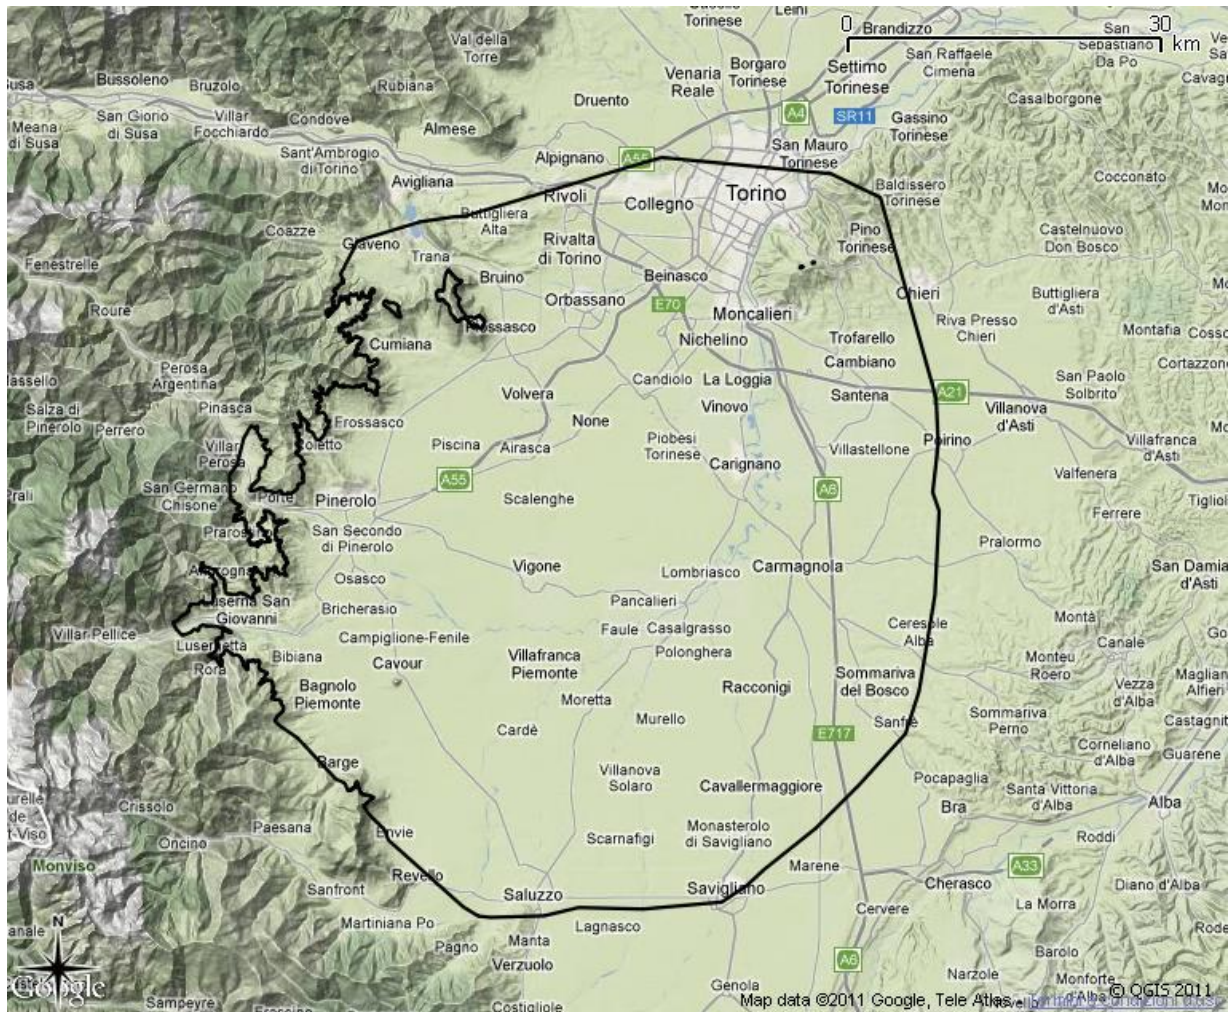 Torinese
Leini
0
30
km
Brandizzo
San
Sebastiano
Da Po
Val della
Torre
Venaria
Reale
Borgaro
Torinese
Settimo
Torinese
San Raffaele
Cimena
Bussoleno
Bruzolo
Rubiana
Druento
Casalborgone
San Giorio
di Susa
Villar
Focchiardo
Condove
Almese
A4
SR11
Gassino
Torinese
Meana
di Susa
Sant'Ambrogio
di Torino
Alpignano
A55
San Mauro
Torinese
Avigliana
Rivoli
Collegno
Torino
Baldissero
Torinese
Cocconato
Coazze
Giaveno
Buttigliera
Alta
Rivalta
di Torino
Pino
Torinese
Castelnuovo
Don Bosco
Fenestrelle
Trana
Bruino
Beinasco
Chieri
Buttigliera
d'Asti
Roure
Orbassano
E70
Moncalieri
Riva Presso
Chieri
Montafia
Cumiana
Nichelino
Trofarello
Cambiano
Perosa
Argentina
Candiolo
La Loggia
San Paolo
Solbrito
Cortazzone
Salza di
Pinerolo
Perrero
Pinasca
Frossasco
Volvera
None
Vinovo
Santena
A21
Villanova
d'Asti
Villar
Perosa
Piscina
Airasca
Piobesi
Torinese
Carignano
Villastellone
Poirino
Villafranca
d'Asti
Valfenera
San Germano
Chisone
Porte
Pinerolo
A55
Scalenghe
A6
Ferrere
San Secondo
di Pinerolo
Pralormo
Osasco
Vigone
Lombriasco
Carmagnola
San Damia
d'Asti
Giovanni
Bricherasio
Pancalieri
Montà
Villar Pellice
Campiglione-Fenile
Faule
Casalgrasso
Ceresole
Alba
Canale
Rorà
Bibiana
Cavour
Villafranca
Piemonte
Polonghera
Monteu
Roero
Bagnolo
Piemonte
Moretta
Racconigi
Sommariva
del Bosco
Vezza
d'Alba
Cardè
Murello
E717
Sanfrè
Sommariva
Perno
Barge
Villanova
Solaro
Cavallermaggiore
Corneliano
d'Alba
Guarene
Crissolo
Pocapaglia
Santa Vittoria
d'Alba
Bra
Alba
Oncino
Paesana
Envie
Scarnafigi
Monasterolo
di Savigliano
Roddi
Monviso
Sanfront
Revello
Saluzzo
Savigliano
Marene
A33
Cherasco
Diano d'Alba
La Morra
Martiniana Po
Lagnasco
Cervere
N
Pagno
Manta
Verzuolo
A6
Barolo
Google
Sampeyre
Costigliole
Genola
Narzole
Monforte
d'Alba
© QGIS 2011
Map data ©2011 Google, Tele Atlas -